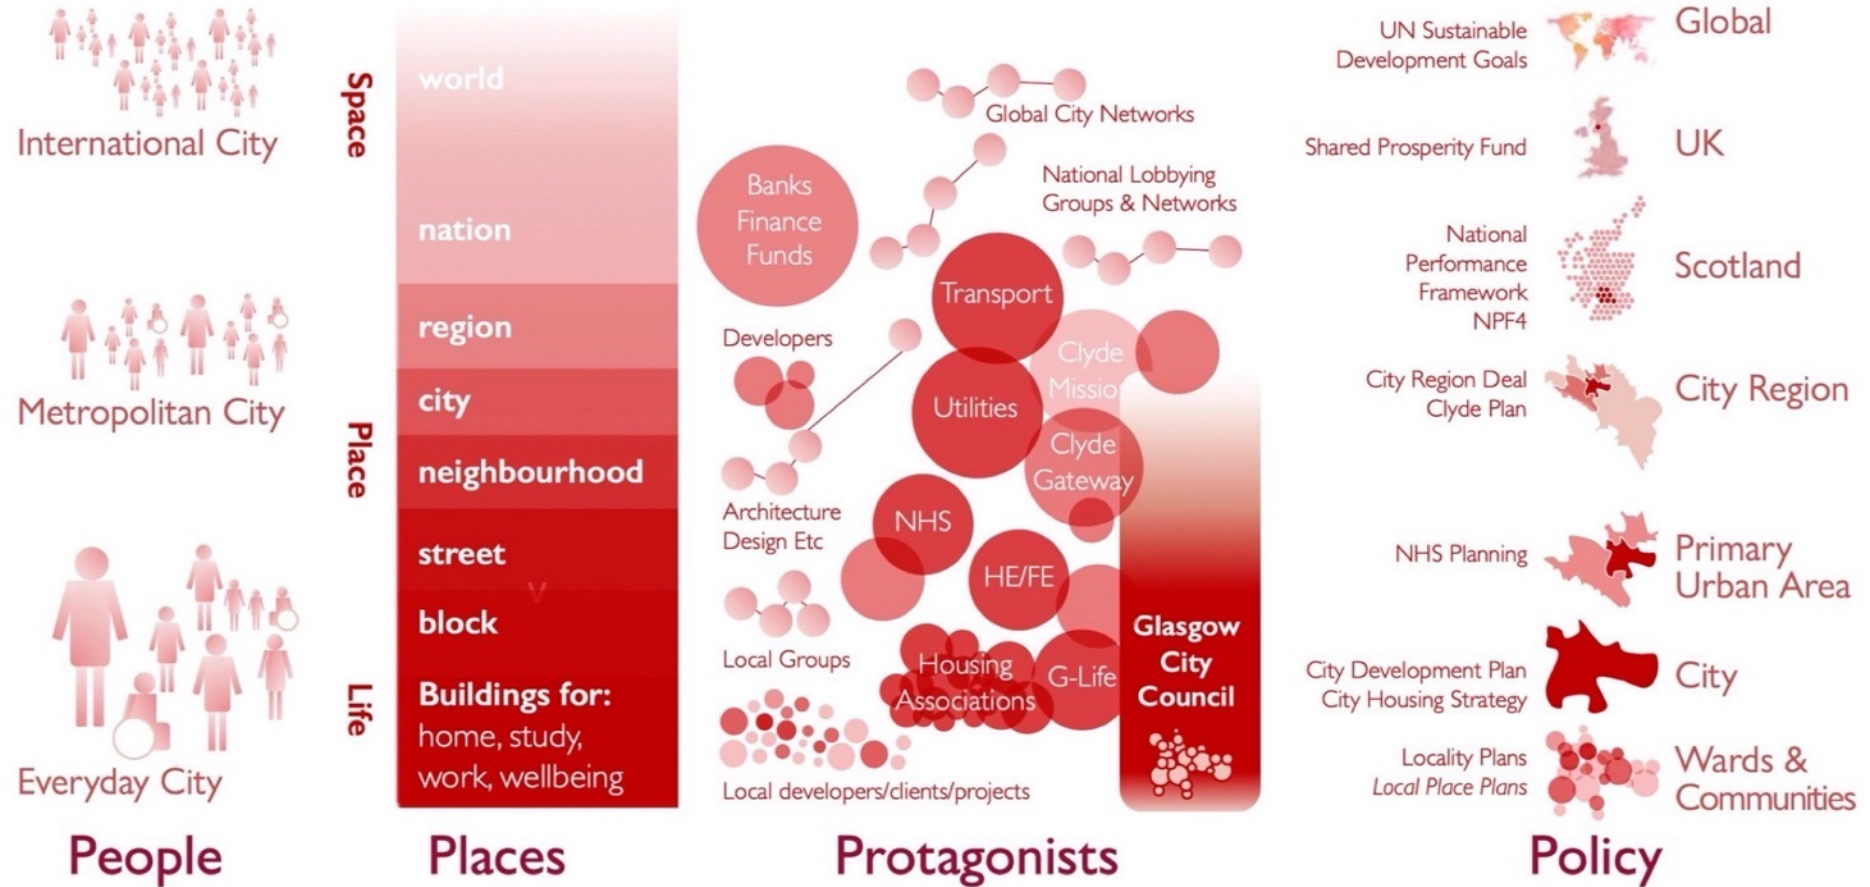 International City
Metropolitan City
Everyday City
People
Space
Place
Life
world
nation
region
city
neighbourhood
street
v
block
Buildings for:
home, study,
work, wellbeing
Places
Global City Networks
Banks
Finance
Funds
National Lobbying
Groups & Networks
Transport
Developers
Clyde
Missio
Utilities
Clyde
Gateway
Architecture
Design Etc
NHS
HE/FE
Local Groups
Housing
Associations
G-Life
Glasgow
City
Council
Local developers/clients/projects
Protagonists
UN Sustainable
Development Goals
Global
Shared Prosperity Fund
UK
National
Performance
Framework
NPF4
Scotland
City Region Deal
Clyde Plan
City Region
NHS Planning
Primary
Urban Area
City Development Plan
City Housing Strategy
City
Locality Plans
Local Place Plans
Wards &
Communities
Policy